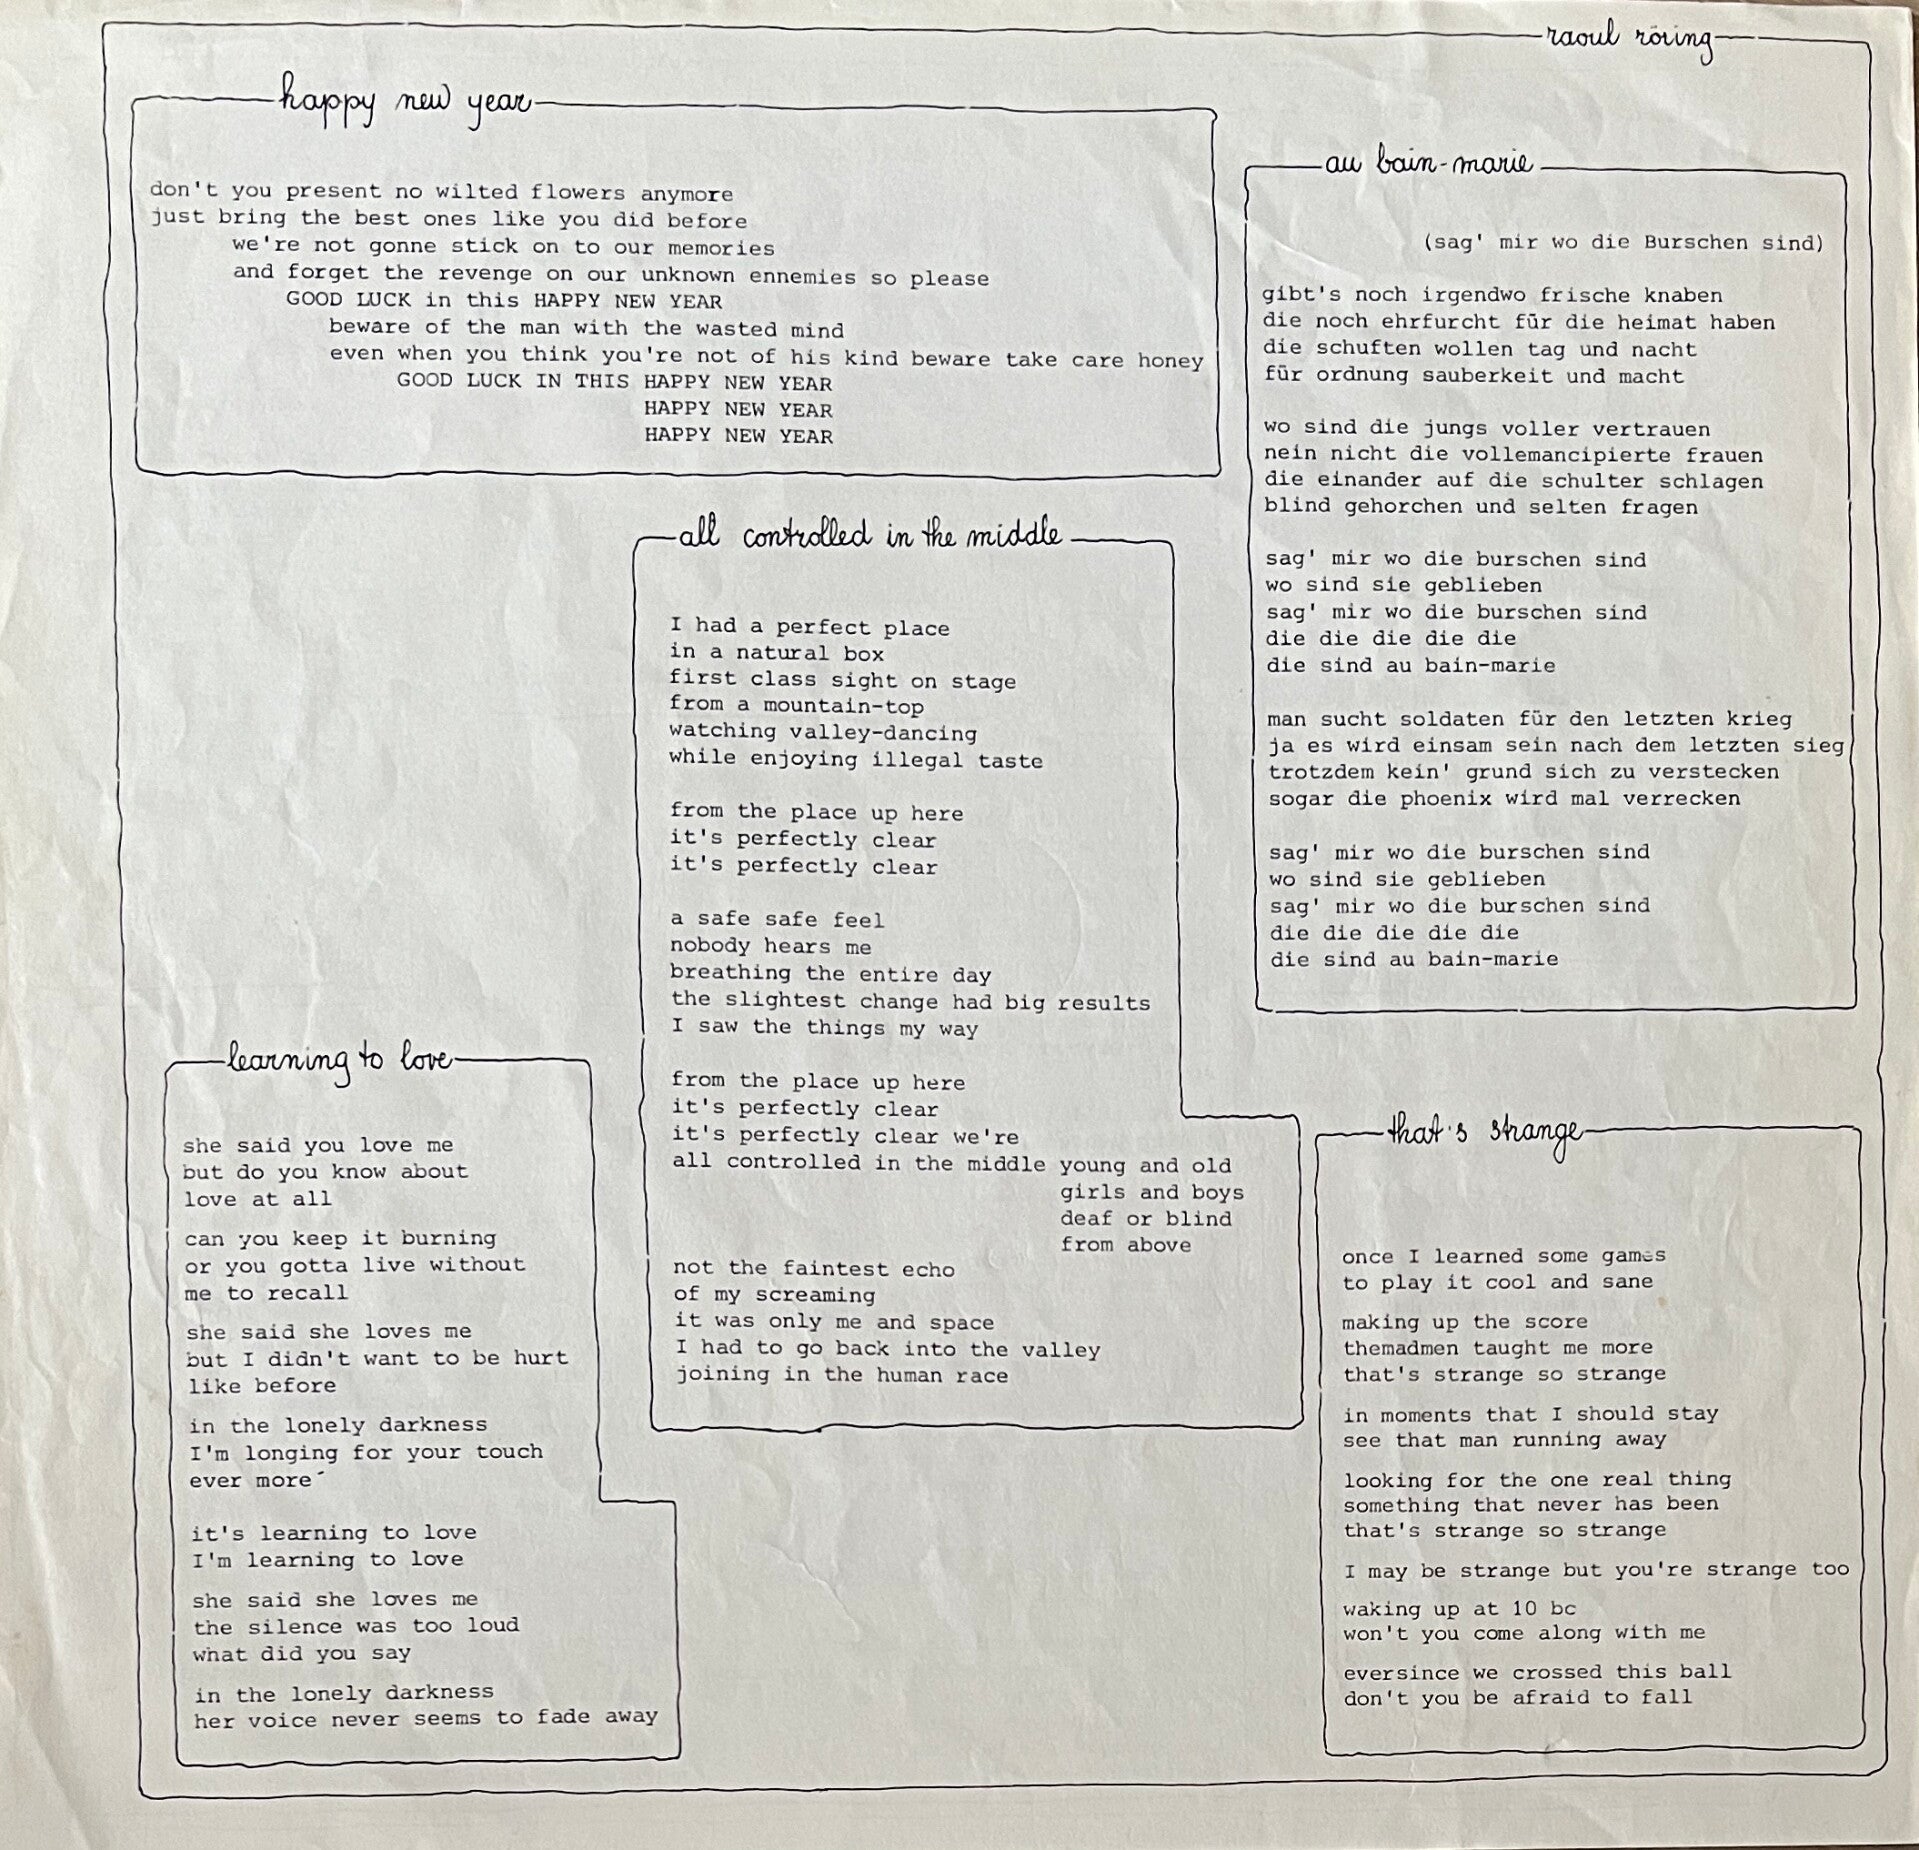 raoul röring
happy new year
don't you present no wilted flowers anymore
just bring the best ones like you did before
we're not gonne stick on to our memories
and forget the revenge on our unknown ennemies so please
GOOD LUCK in this HAPPY NEW YEAR
beware of the man with the wasted mind
even when you think you're not of his kind beware take care honey
GOOD LUCK IN THIS HAPPY NEW YEAR
HAPPY NEW YEAR
HAPPY NEW YEAR
au bain-marie
(sag' mir wo die Burschen sind)
gibt's noch irgendwo frische knaben
die noch ehrfurcht für die heimat haben
die schuften wollen tag und nacht
für ordnung sauberkeit und macht
wo sind die jungs voller vertrauen
nein nicht die vollemancipierte frauen
die einander auf die schulter schlagen
blind gehorchen und selten fragen
sag' mir wo die burschen sind
wo sind sie geblieben
sag' mir wo die burschen sind
die die die die die
die sind au bain-marie
man sucht soldaten für den letzten krieg
ja es wird einsam sein nach dem letzten sieg
trotzdem kein' grund sich zu verstecken
sogar die phoenix wird mal verrecken
sag' mir wo die burschen sind
wo sind sie geblieben
sag' mir wo die burschen sind
die die die die die
die sind au bain-marie
all controlled in the middle
I had a perfect place
in a natural box
first class sight on stage
from a mountain-top
watching valley-dancing
while enjoying illegal taste
from the place up here
it's perfectly clear
it's perfectly clear
a safe safe feel
nobody hears me
breathing the entire day
the slightest change had big results
I saw the things my way
from the place up here
it's perfectly clear
it's perfectly clear we're
all controlled in the middle young and old
girls and boys
deaf or blind
from above
not the faintest echo
of my screaming
it was only me and space
I had to go back into the valley
joining in the human race
learning to love
she said you love me
but do you know about
love at all
can you keep it burning
or you gotta live without
me to recall
she said she loves me
but I didn't want to be hurt
like before
in the lonely darkness
I'm longing for your touch
ever more
it's learning to love
I'm learning to love
she said she loves me
the silence was too loud
what did you say
in the lonely darkness
her voice never seems to fade away
that's strange
once I learned some games
to play it cool and sane
making up the score
themadmen taught me more
that's strange so strange
in moments that I should stay
see that man running away
looking for the one real thing
something that never has been
that's strange so strange
I may be strange but you're strange too
waking up at 10 bc
won't you come along with me
eversince we crossed this ball
don't you be afraid to fall